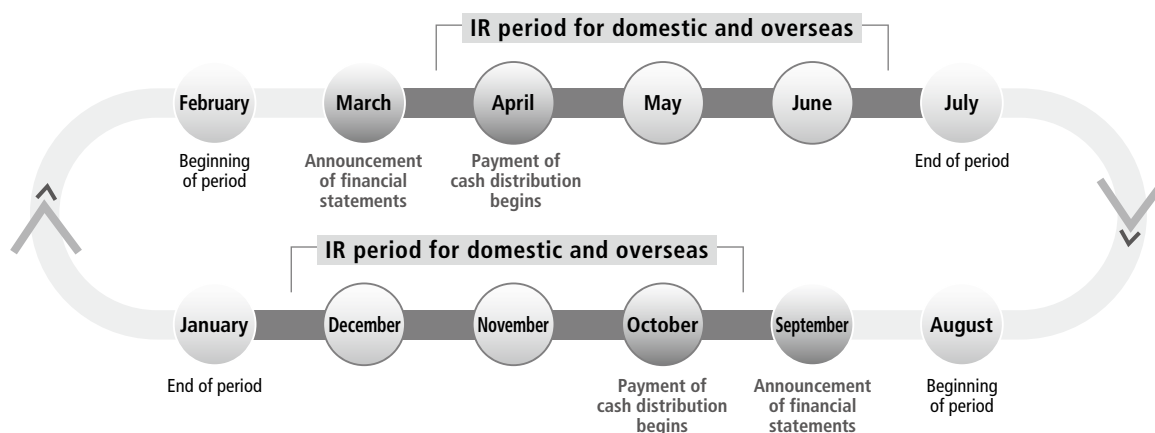 IR period for domestic and overseas
February
March
April
May
June
July
Beginning
of period
Announcement
of financial
statements
Payment of
cash distribution
begins
End of period
IR period for domestic and overseas
January
December
November
October
September
August
End of period
Payment of
cash distribution
begins
Announcement
of financial
statements
Beginning
of period